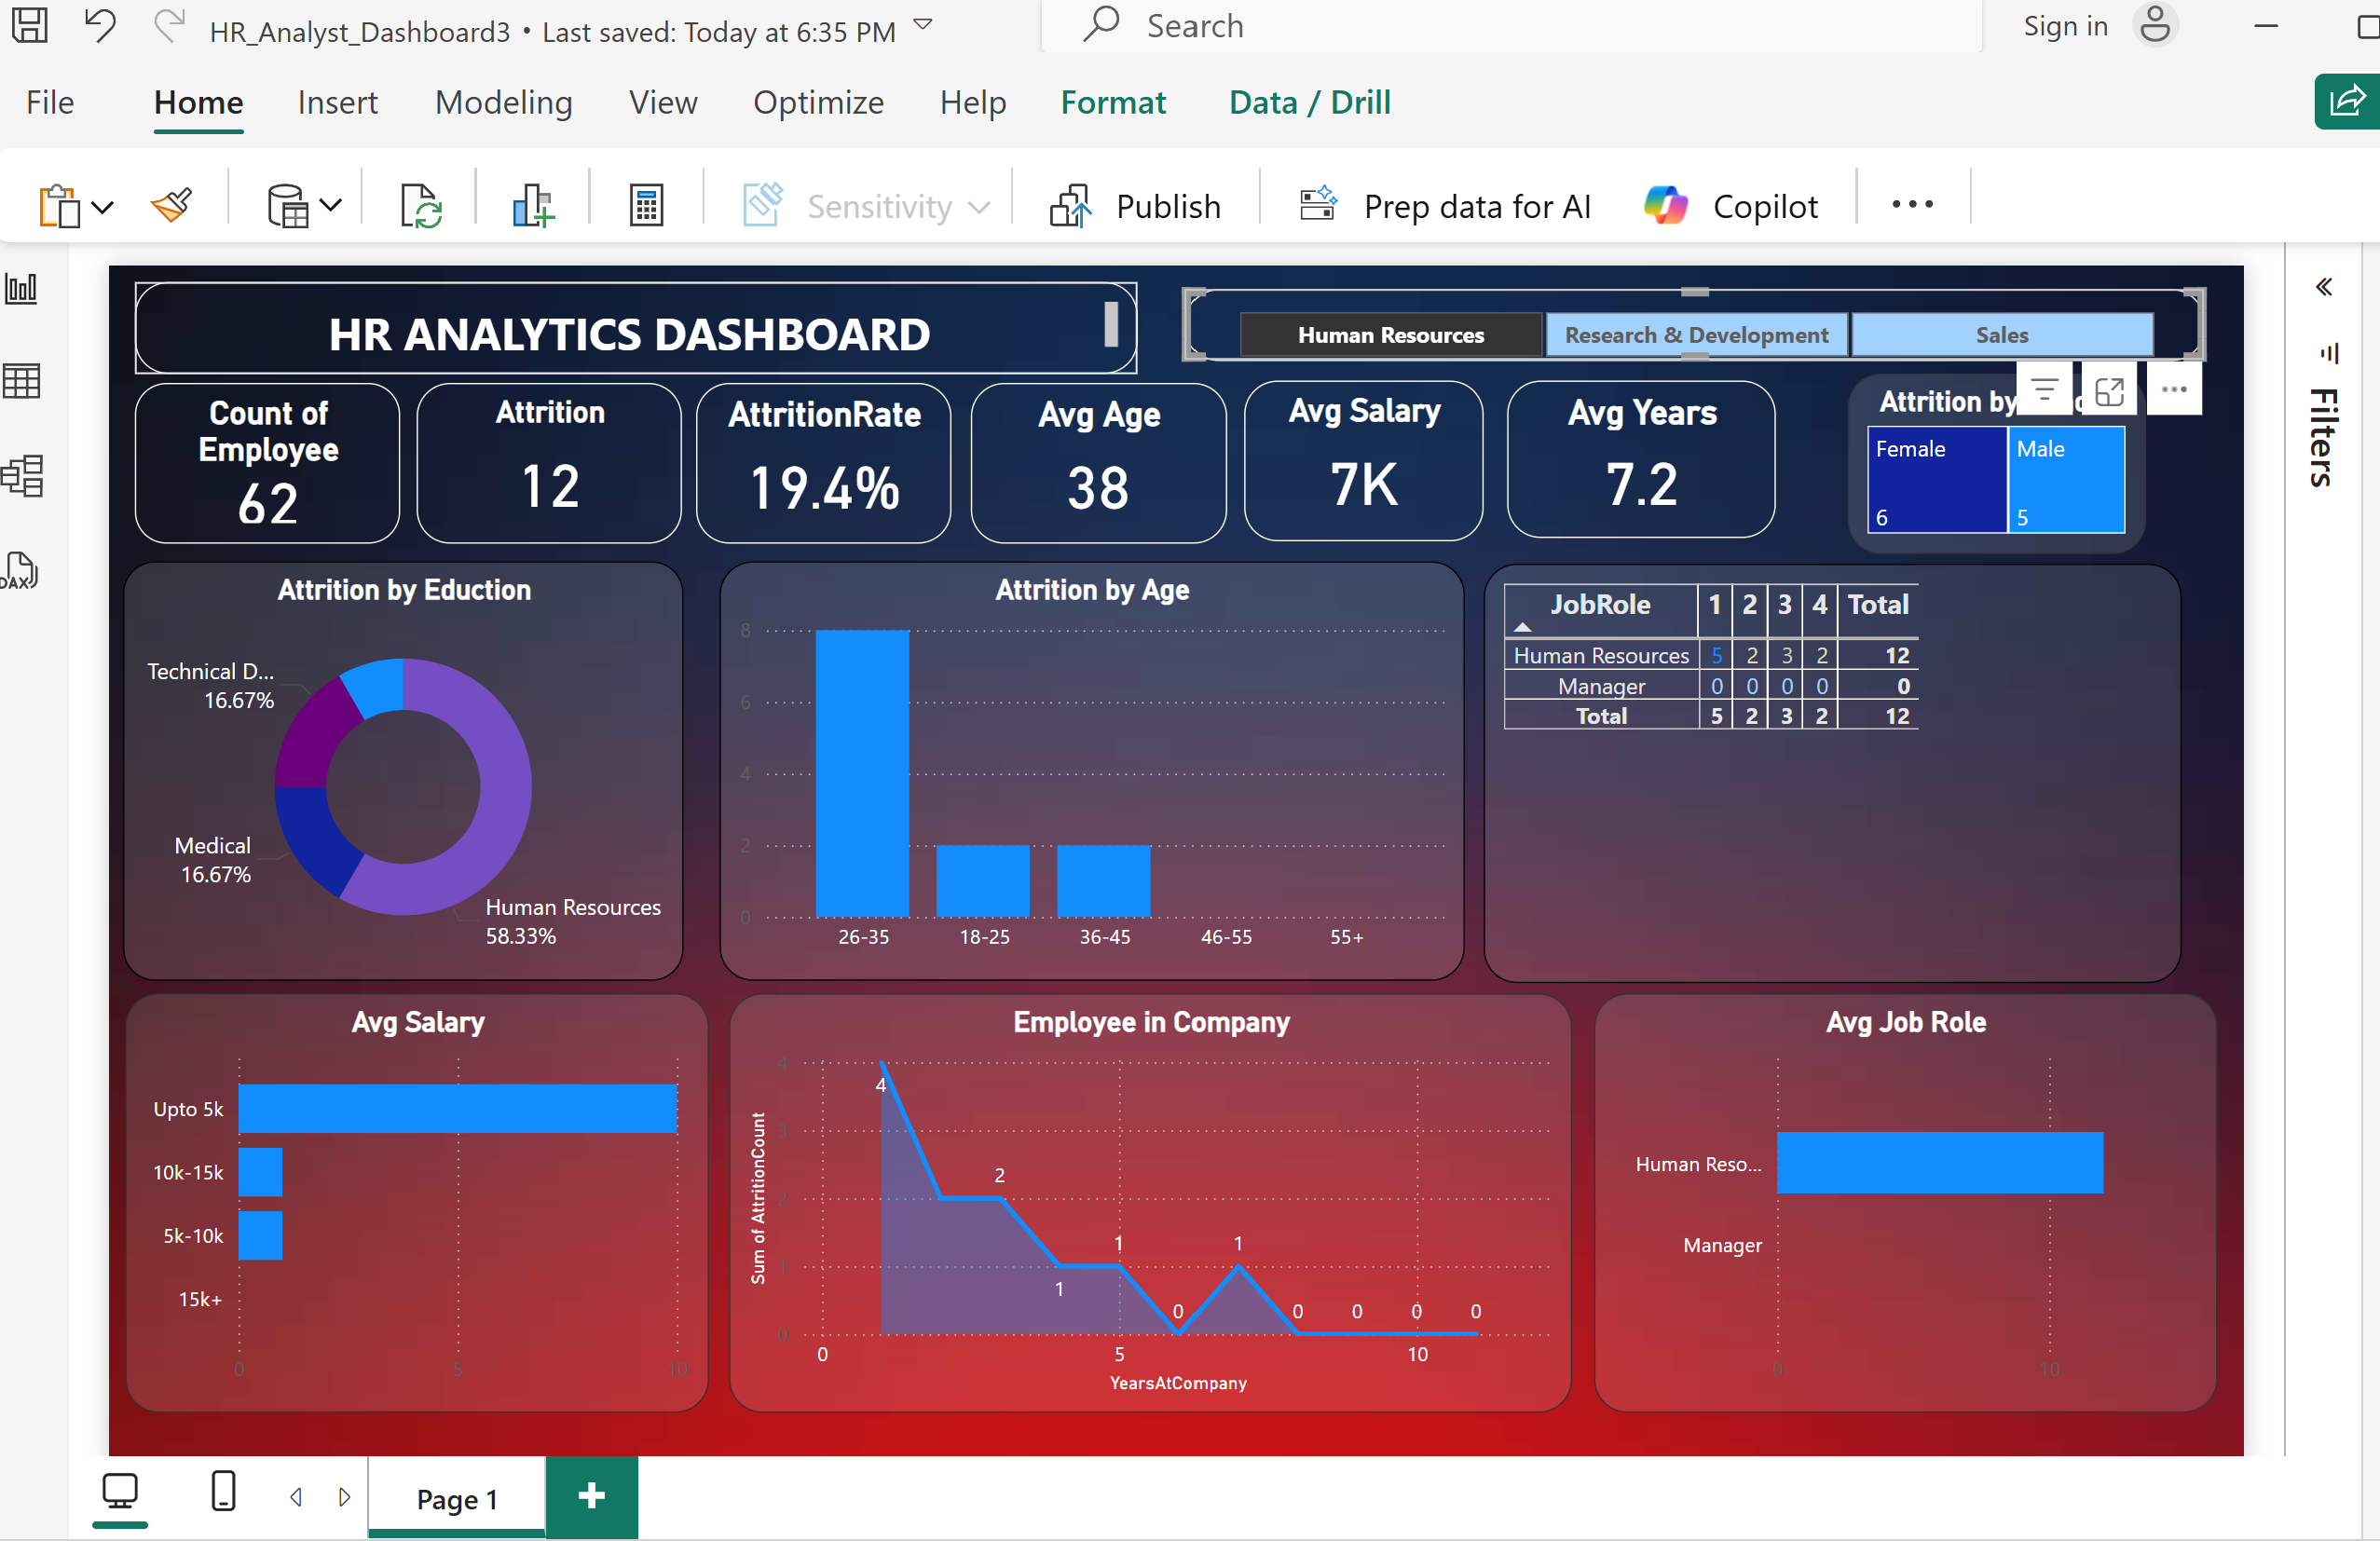 HR_Analyst_Dashboard3 • Last saved: Today at 6:35 PM
Search
Sign in
File Home Insert Modeling View Optimize Help Format Data / Drill
Sensitivity Publish Prep data for AI Copilot
DAX
Filters
HR ANALYTICS DASHBOARD
Human Resources Research & Development Sales
Count of Employee
62
Attrition
12
AttritionRate
19.4%
Avg Age
38
Avg Salary
7K
Avg Years
7.2
Attrition by
Female
6
Male
5
Attrition by Eduction
Technical D...
16.67%
Medical
16.67%
Human Resources
58.33%
Attrition by Age
8
6
4
2
0
26-35 18-25 36-45 46-55 55+
JobRole 1 2 3 4 Total
Human Resources 5 2 3 2 12
Manager 0 0 0 0 0
Total 5 2 3 2 12
Avg Salary
Upto 5k
10k-15k
5k-10k
15k+
0 5 10
Employee in Company
Sum of AttritionCount
4
3
2
1
0
4
2
1
1
0
1
0
0
0
0
0 5 10
YearsAtCompany
Avg Job Role
Human Reso...
Manager
0 10
Page 1